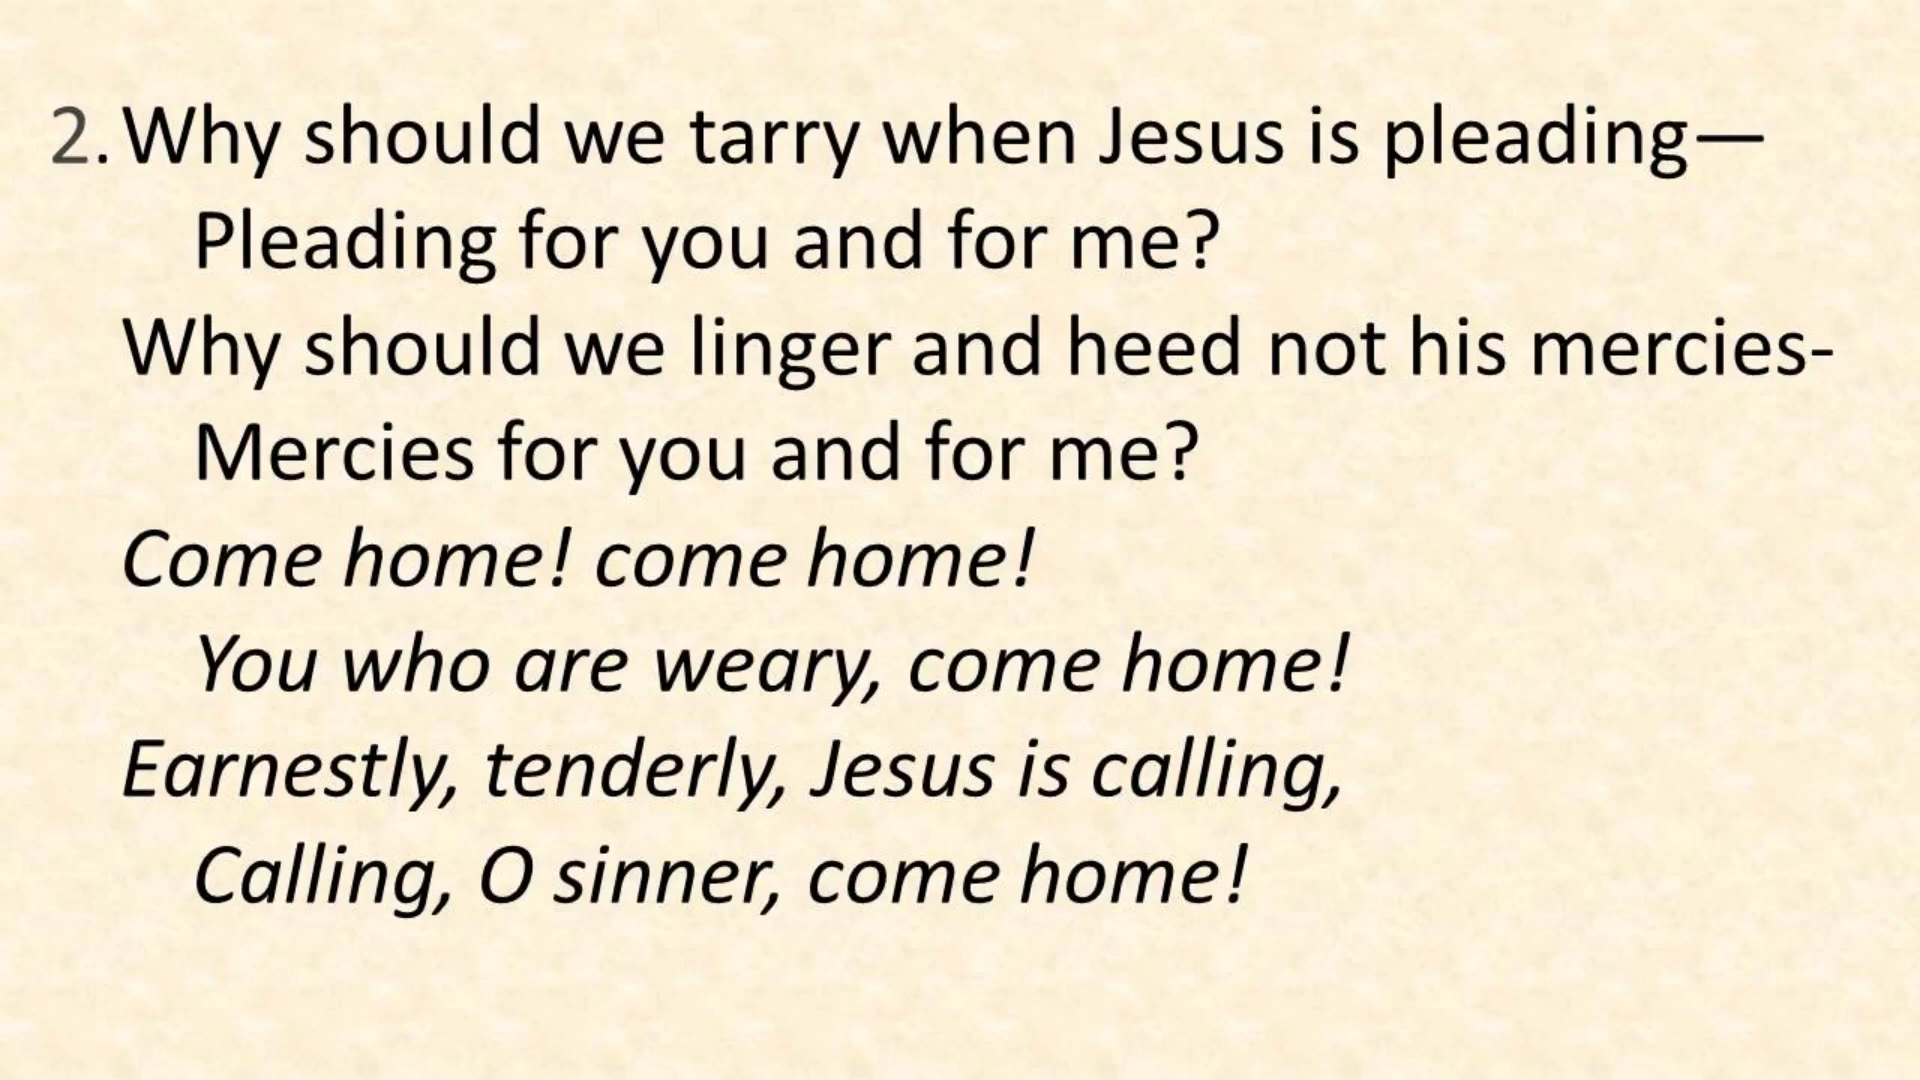 2. Why should we tarry when Jesus is pleading—
Pleading for you and for me?
Why should we linger and heed not his mercies-
Mercies for you and for me?
Come home! come home!
You who are weary, come home!
Earnestly, tenderly, Jesus is calling,
Calling, O sinner, come home!